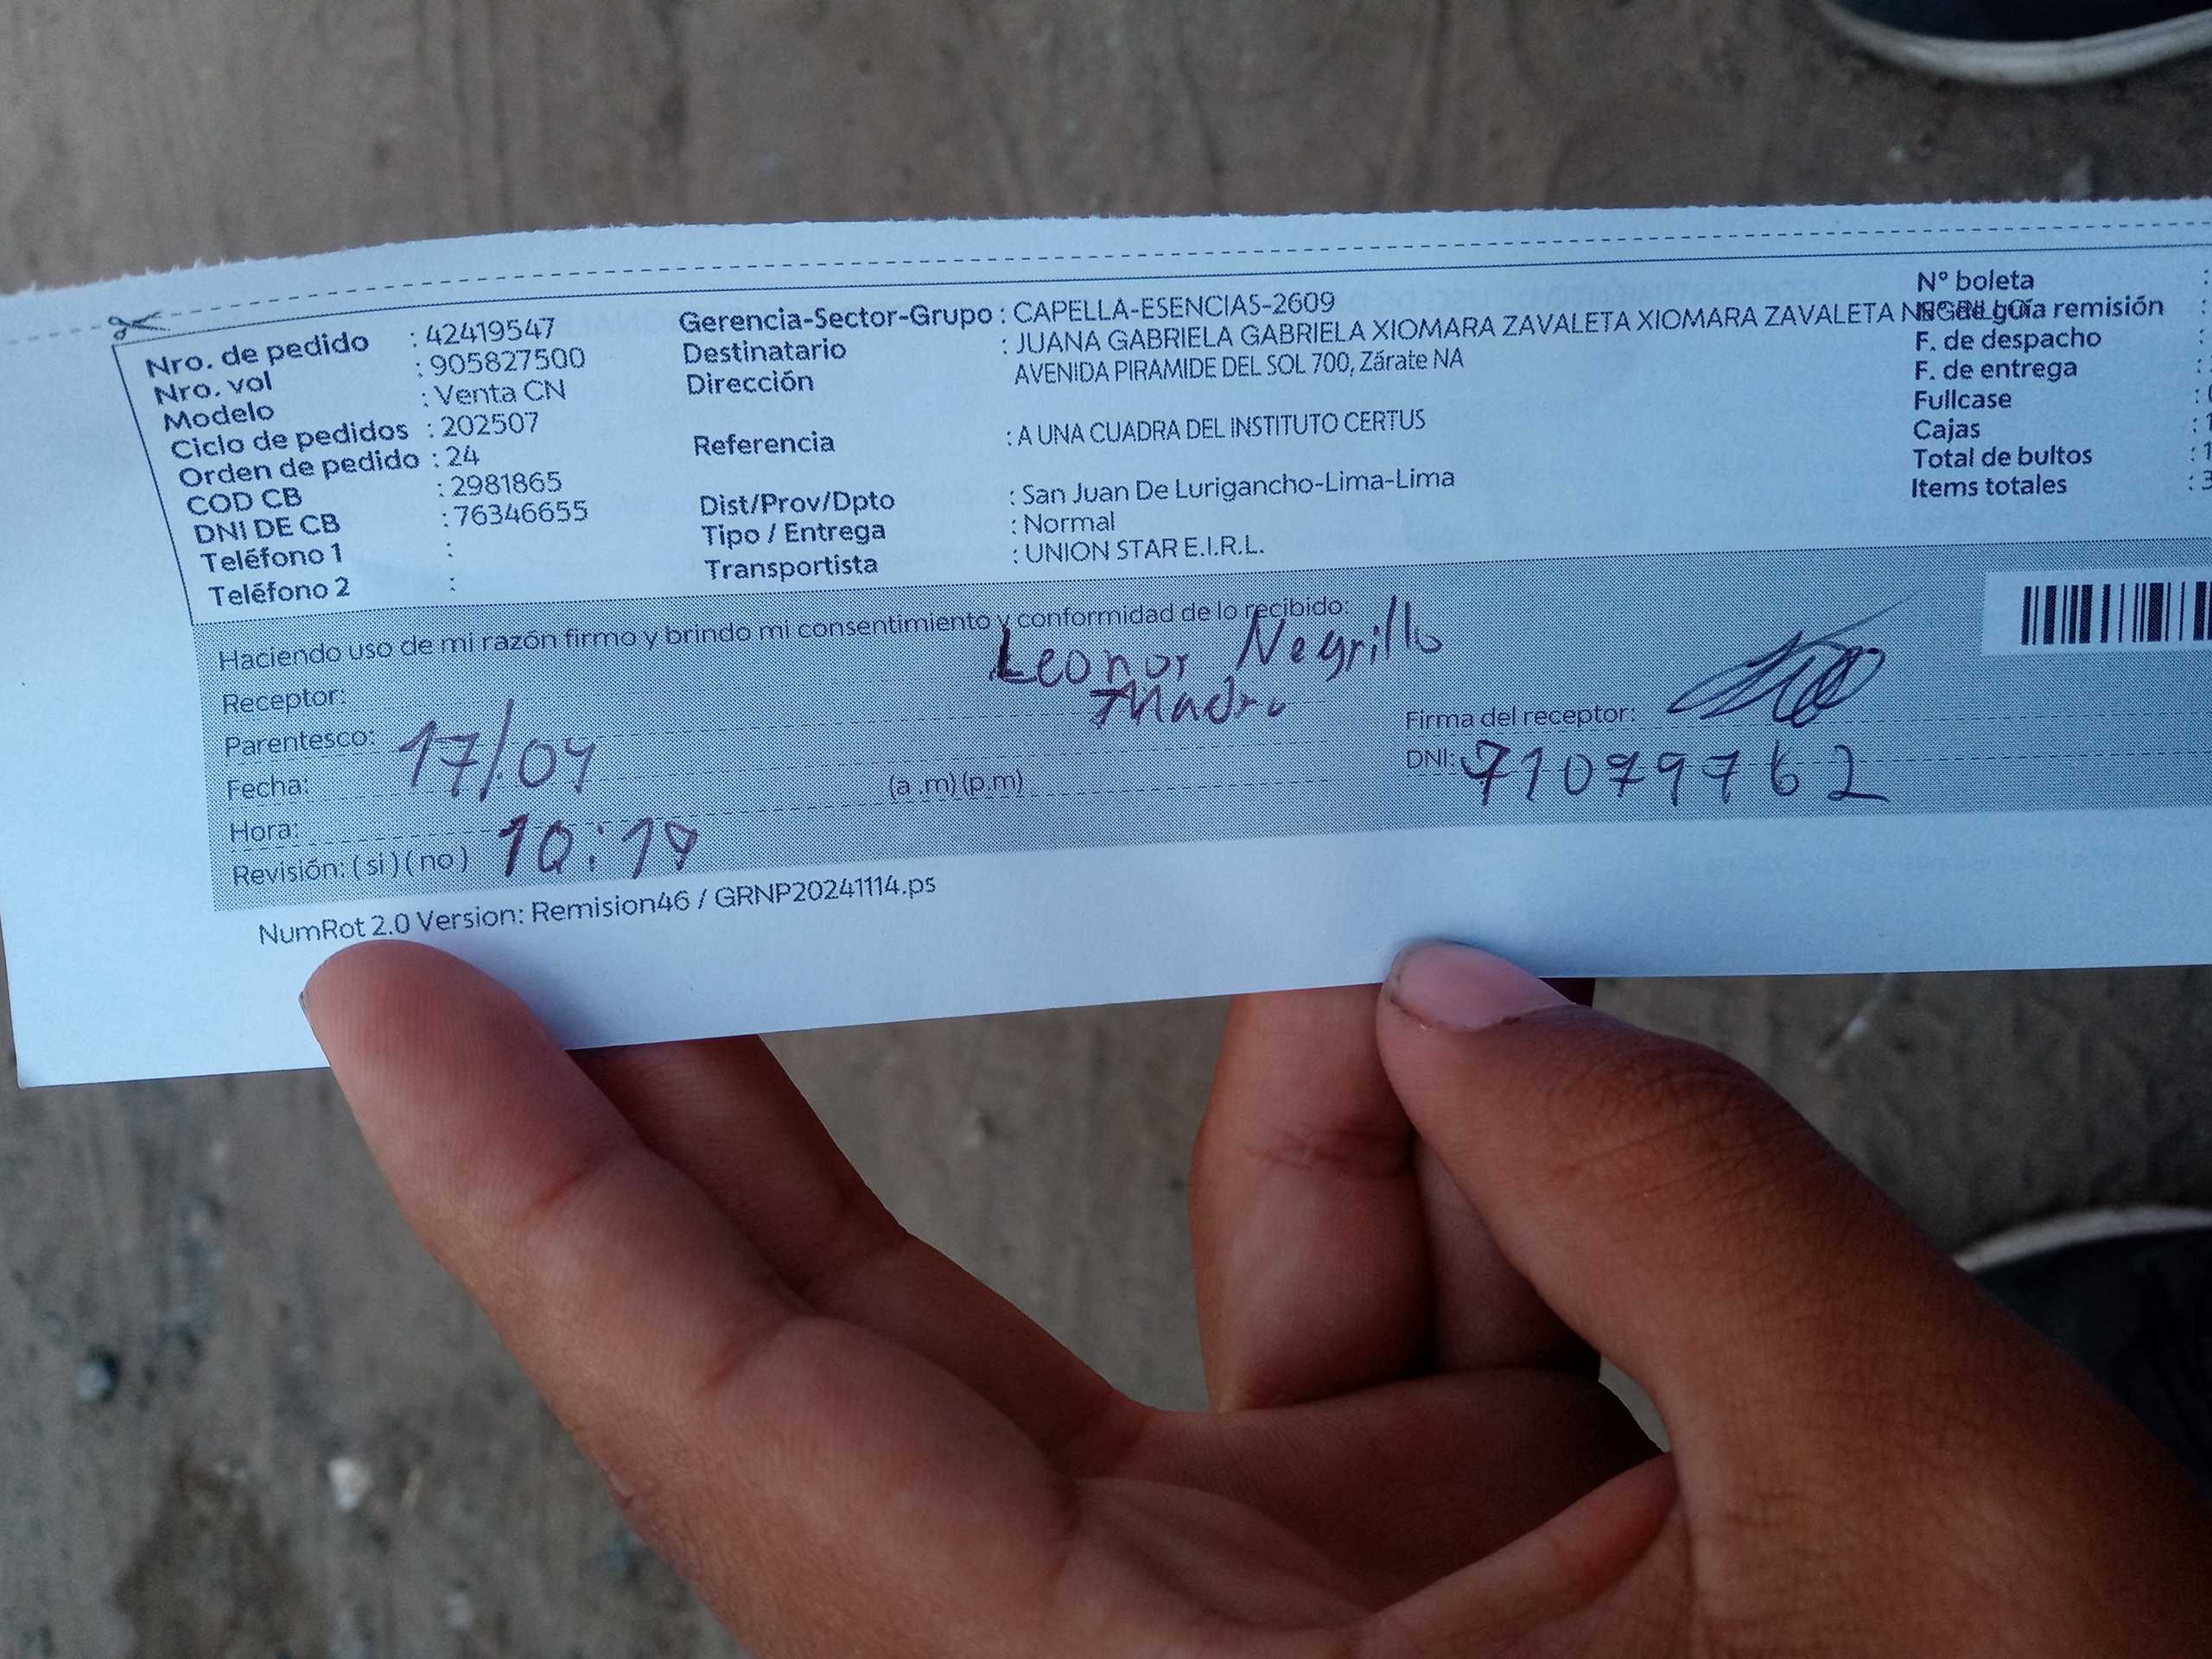 Nro. de pedido : 42419547
Nro. vol : 905827500
Modelo : Venta CN
Ciclo de pedidos : 202507
Orden de pedido : 24
COD CB : 2981865
DNI DE CB : 76346655
Teléfono 1 :
Teléfono 2 :
Gerencia-Sector-Grupo : CAPELLA-ESENCIAS-2609
Destinatario : JUANA GABRIELA GABRIELA XIOMARA ZAVALETA XIOMARA ZAVALETA NEGRILLO
Dirección AVENIDA PIRAMIDE DEL SOL 700, Zárate NA
Referencia : A UNA CUADRA DEL INSTITUTO CERTUS
Dist/Prov/Dpto : San Juan De Lurigancho-Lima-Lima
Tipo / Entrega : Normal
Transportista : UNION STAR E.I.R.L.
N° boleta :
guía remisión :
F. de despacho :
F. de entrega :
Fullcase :
Cajas : 1
Total de bultos : 1
Items totales : 3
Haciendo uso de mi razón firmo y brindo mi consentimiento y conformidad de lo recibido:
Receptor: Leonor Negrillo
Parentesco: Madre
Fecha: 17/04
Hora: (a .m) (p.m)
Revisión: ( si ) ( no ) 10:19
Firma del receptor:
DNI: 71079762
NumRot 2.0 Version: Remision46 / GRNP20241114.ps